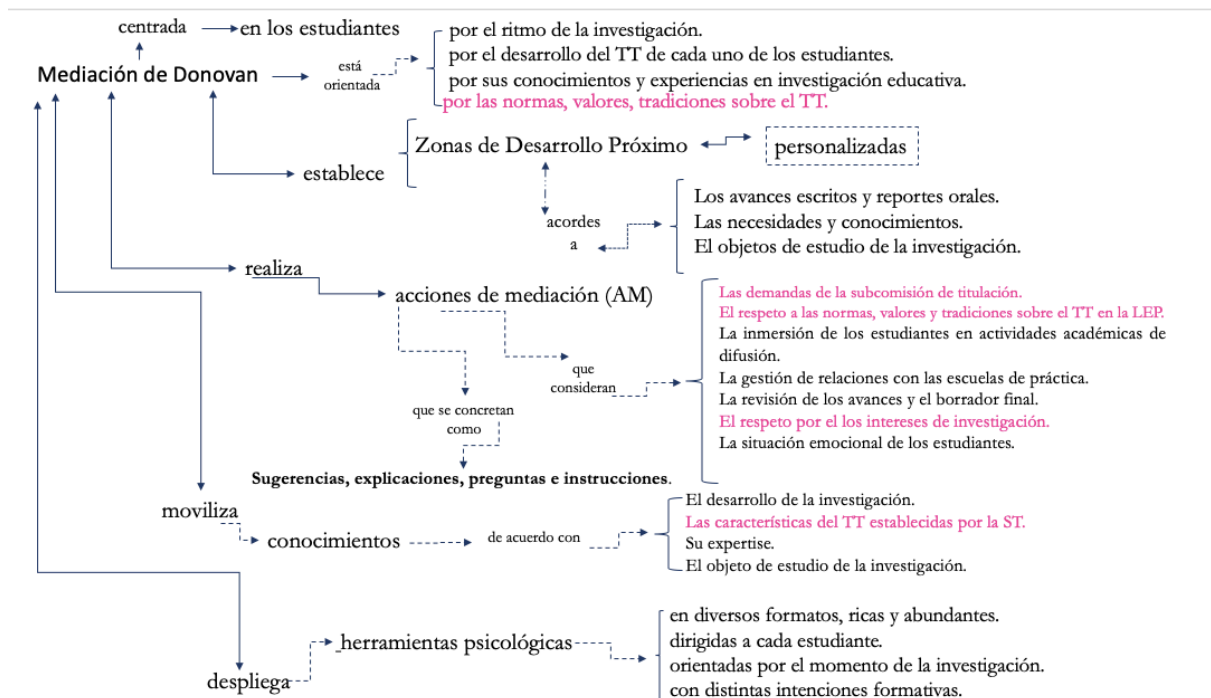 centrada
en los estudiantes
Mediación de Donovan
está
orientada
por el ritmo de la investigación.
por el desarrollo del TT de cada uno de los estudiantes.
por sus conocimientos y experiencias en investigación educativa.
por las normas, valores, tradiciones sobre el TT.
establece
Zonas de Desarrollo Próximo
personalizadas
acordes
a
Los avances escritos y reportes orales.
Las necesidades y conocimientos.
El objetos de estudio de la investigación.
realiza
acciones de mediación (AM)
que
consideran
Las demandas de la subcomisión de titulación.
El respeto a las normas, valores y tradiciones sobre el TT en la LEP.
La inmersión de los estudiantes en actividades académicas de
difusión.
La gestión de relaciones con las escuelas de práctica.
La revisión de los avances y el borrador final.
El respeto por el los intereses de investigación.
La situación emocional de los estudiantes.
que se concretan
como
Sugerencias, explicaciones, preguntas e instrucciones.
moviliza
conocimientos
de acuerdo con
El desarrollo de la investigación.
Las características del TT establecidas por la ST.
Su expertise.
El objeto de estudio de la investigación.
despliega
_herramientas psicológicas
en diversos formatos, ricas y abundantes.
dirigidas a cada estudiante.
orientadas por el momento de la investigación.
con distintas intenciones formativas.